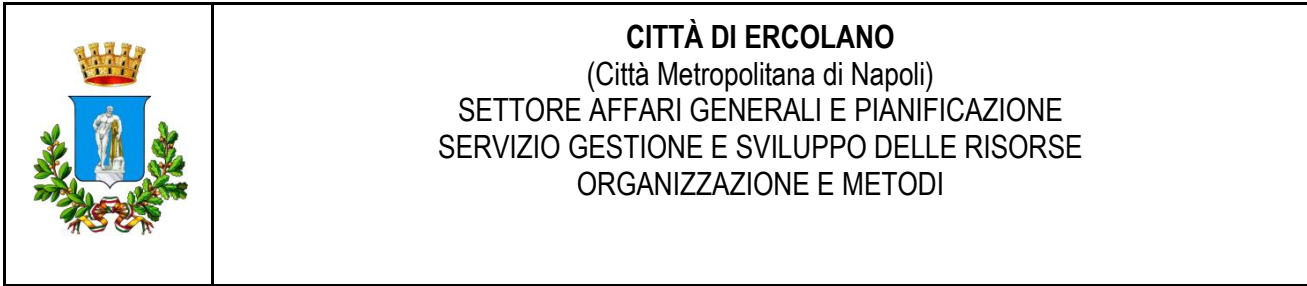 CITTÀ DI ERCOLANO
(Città Metropolitana di Napoli)
SETTORE AFFARI GENERALI E PIANIFICAZIONE
SERVIZIO GESTIONE E SVILUPPO DELLE RISORSE
ORGANIZZAZIONE E METODI